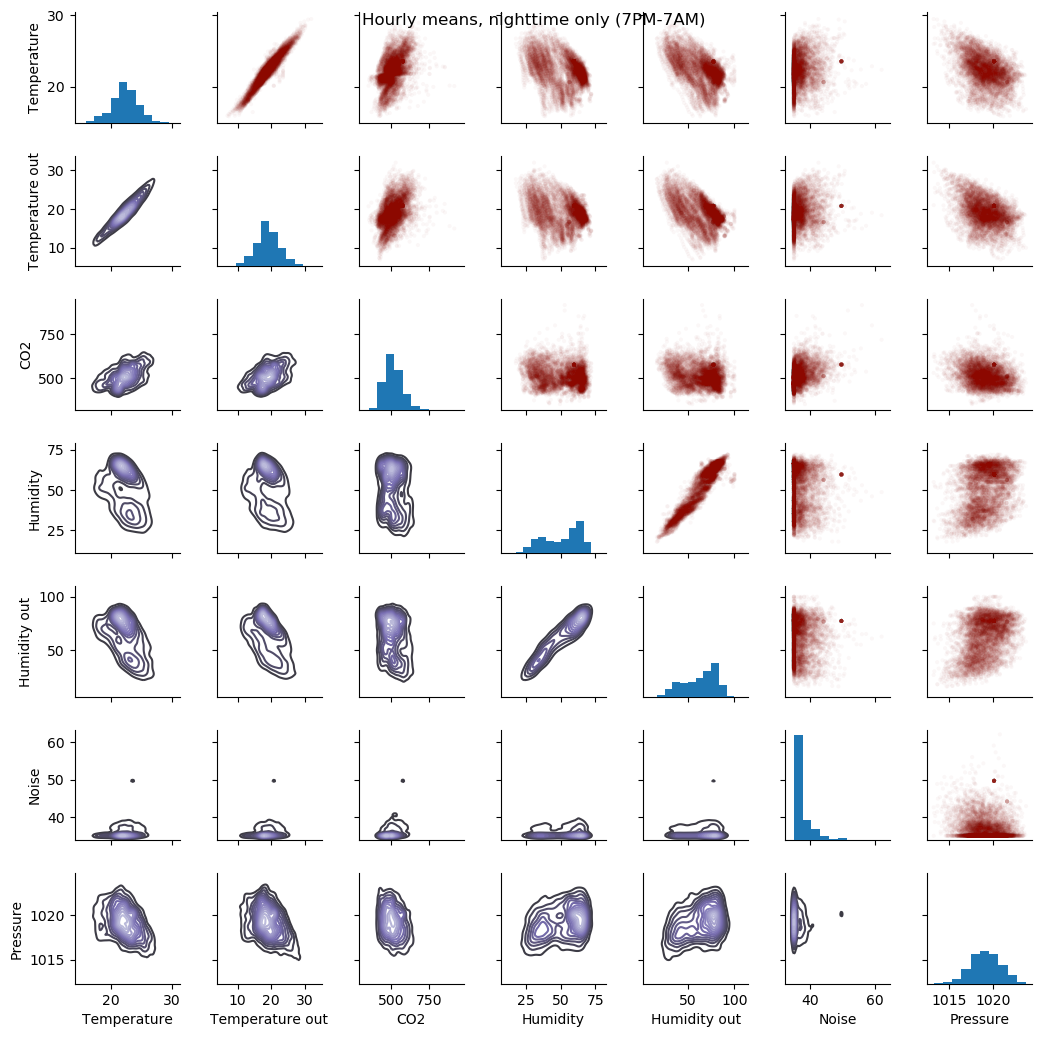 Hourly means, nighttime only (7PM-7AM)
30
20
Temperature
30
20
10
Temperature out
750
500
CO2
75
50
25
Humidity
100
50
Humidity out
60
50
40
Noise
1020
1015
Pressure
20 30
10 20 30
500 750
25 50 75
50 100
40 60
1015 1020
Temperature
Temperature out
CO2
Humidity
Humidity out
Noise
Pressure